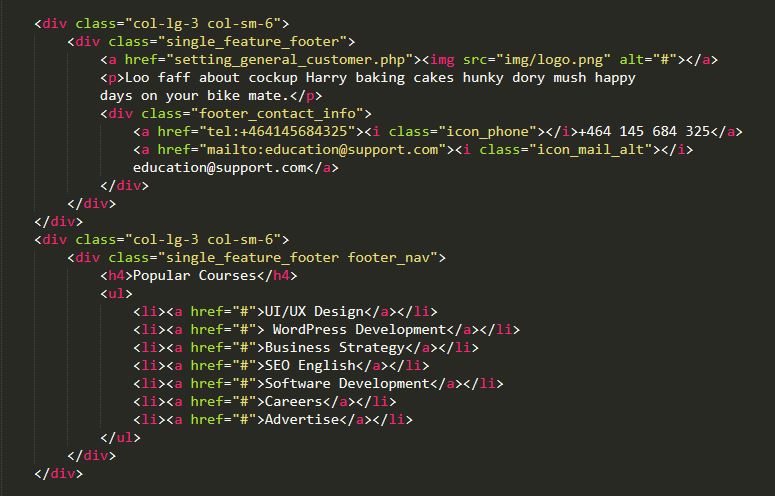 <div class="col-lg-3 col-sm-6">
<div class="single_feature_footer">
<a href="setting_general_customer.php"><img src="img/logo.png" alt="#"></a>
<p>Loo faff about cockup Harry baking cakes hunky dory mush happy
days on your bike mate.</p>
<div class="footer_contact_info">
<a href="tel:+464145684325"><i class="icon_phone"></i>+464 145 684 325</a>
<a href="mailto:education@support.com"><i class="icon_mail_alt"></i>
education@support.com</a>
</div>
</div>
</div>
<div class="col-lg-3 col-sm-6">
<div class="single_feature_footer footer_nav">
<h4>Popular Courses</h4>
<ul>
<li><a href="#">UI/UX Design</a></li>
<li><a href="#"> WordPress Development</a></li>
<li><a href="#">Business Strategy</a></li>
<li><a href="#">SEO English</a></li>
<li><a href="#">Software Development</a></li>
<li><a href="#">Careers</a></li>
<li><a href="#">Advertise</a></li>
</ul>
</div>
</div>